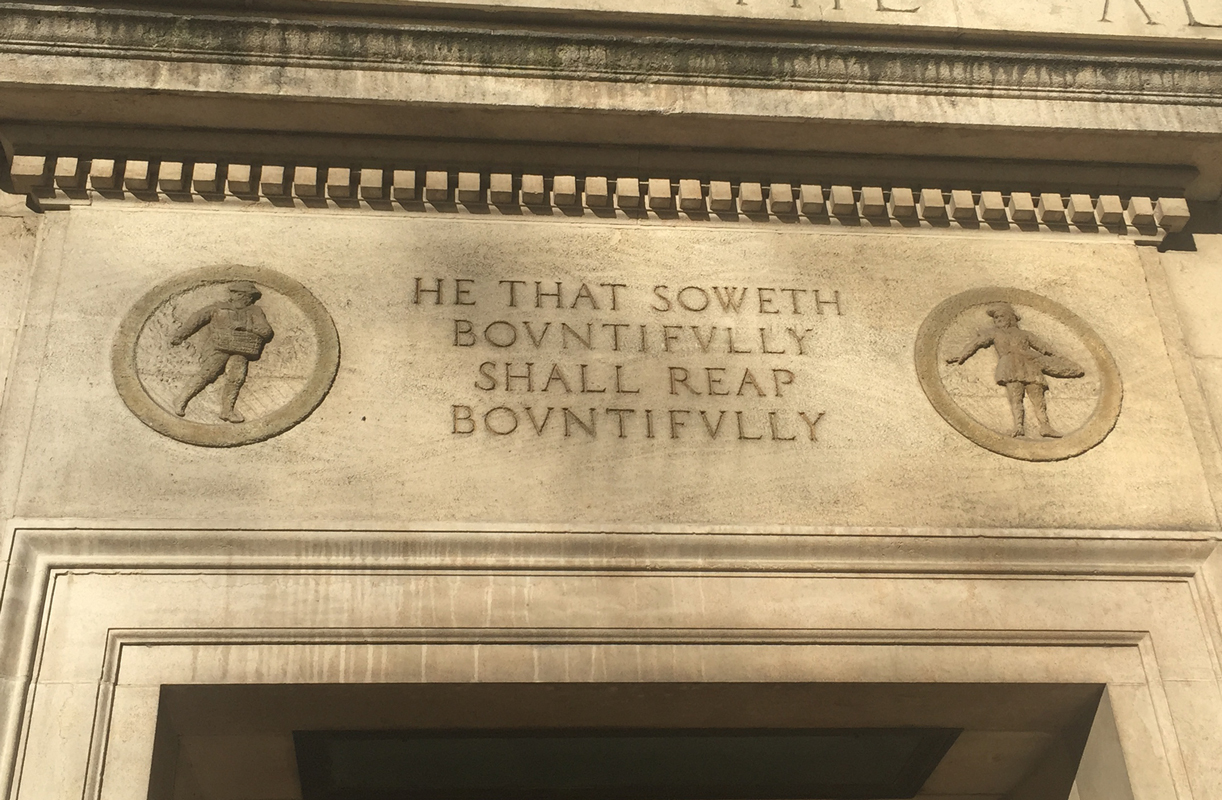 HE THAT SOWETH
BOVNTIFVLLY
SHALL REAP
BOVNTIFVLLY